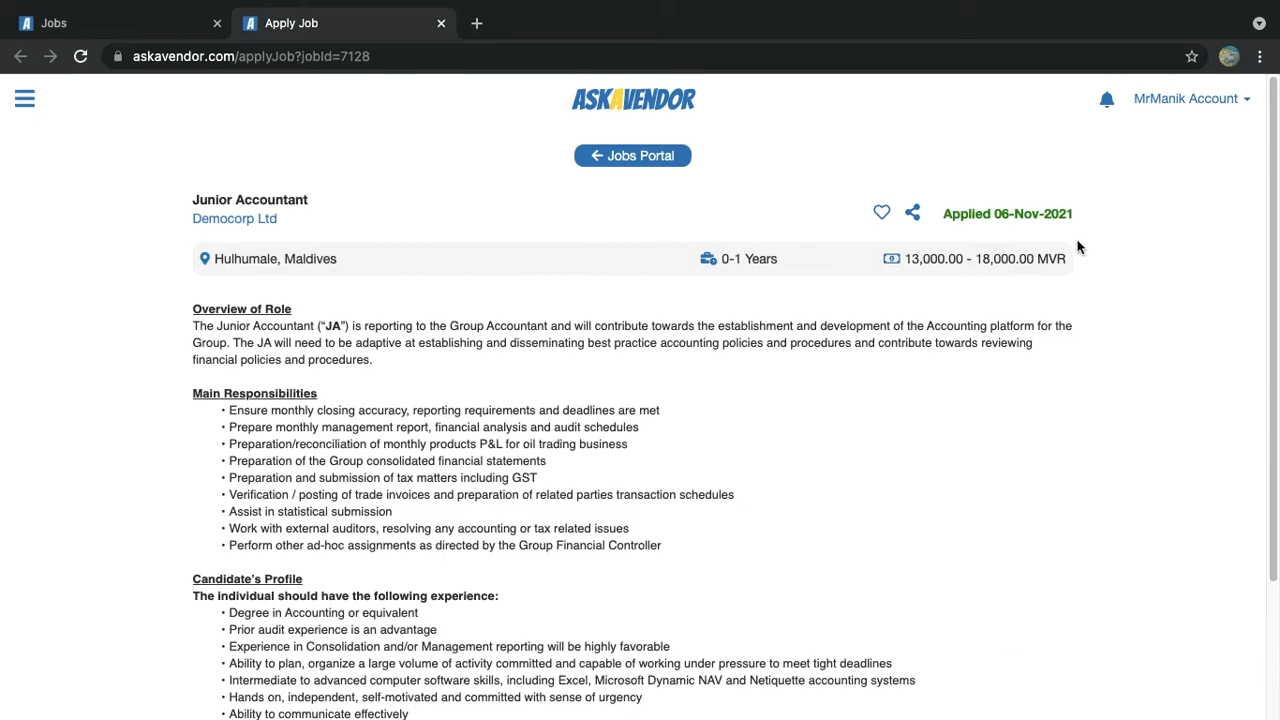 Jobs
Apply Job
askavendor.com/applyJob?jobId=7128
ASKAVENDOR
MrManik Account
← Jobs Portal
Junior Accountant
Democorp Ltd
Applied 06-Nov-2021
Hulhumale, Maldives
0-1 Years
13,000.00 - 18,000.00 MVR
Overview of Role
The Junior Accountant (“JA”) is reporting to the Group Accountant and will contribute towards the establishment and development of the Accounting platform for the
Group. The JA will need to be adaptive at establishing and disseminating best practice accounting policies and procedures and contribute towards reviewing
financial policies and procedures.
Main Responsibilities
• Ensure monthly closing accuracy, reporting requirements and deadlines are met
• Prepare monthly management report, financial analysis and audit schedules
• Preparation/reconciliation of monthly products P&L for oil trading business
• Preparation of the Group consolidated financial statements
• Preparation and submission of tax matters including GST
• Verification / posting of trade invoices and preparation of related parties transaction schedules
• Assist in statistical submission
• Work with external auditors, resolving any accounting or tax related issues
• Perform other ad-hoc assignments as directed by the Group Financial Controller
Candidate's Profile
The individual should have the following experience:
• Degree in Accounting or equivalent
• Prior audit experience is an advantage
• Experience in Consolidation and/or Management reporting will be highly favorable
• Ability to plan, organize a large volume of activity committed and capable of working under pressure to meet tight deadlines
• Intermediate to advanced computer software skills, including Excel, Microsoft Dynamic NAV and Netiquette accounting systems
• Hands on, independent, self-motivated and committed with sense of urgency
• Ability to communicate effectively